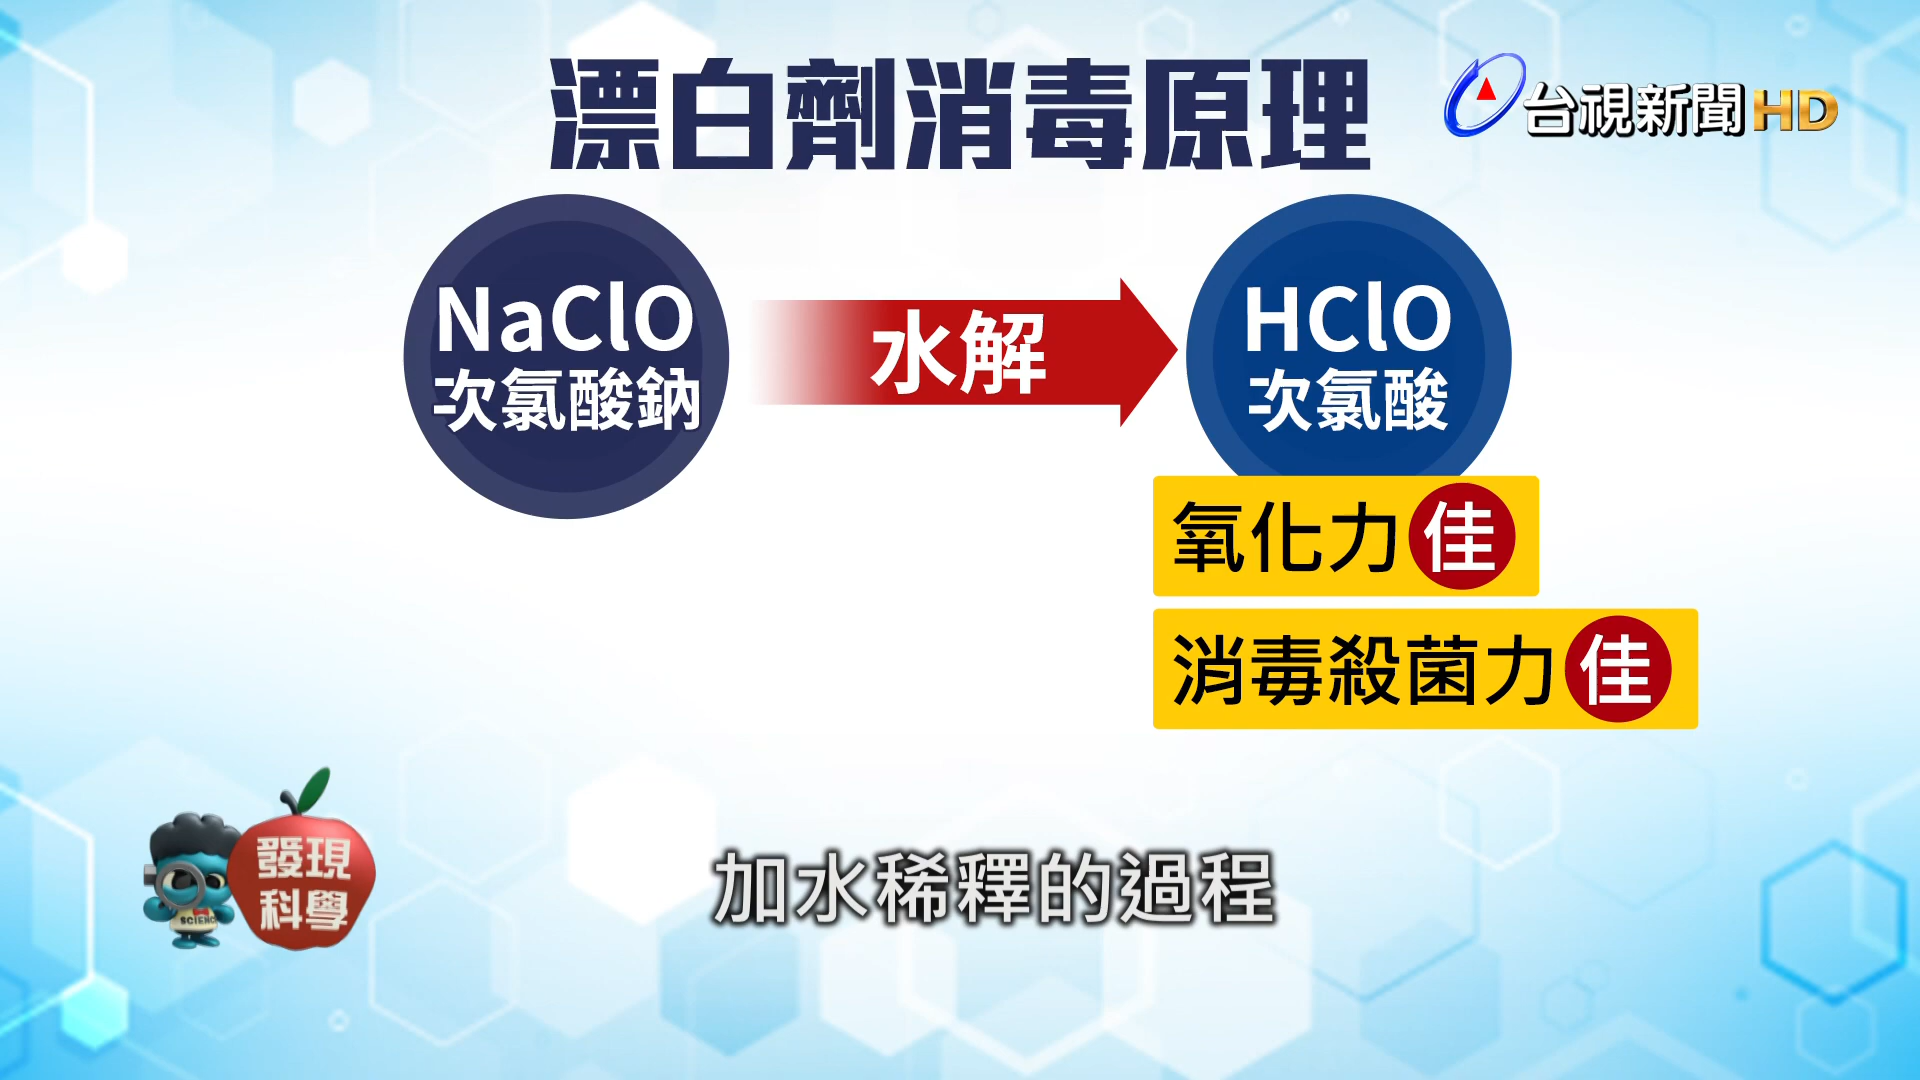 漂白劑消毒原理
台視新聞HD
NaClO
次氯酸鈉
水解
HClO
次氯酸
氧化力佳
消毒殺菌力佳
發現
科學
SCIENCE
加水稀釋的過程